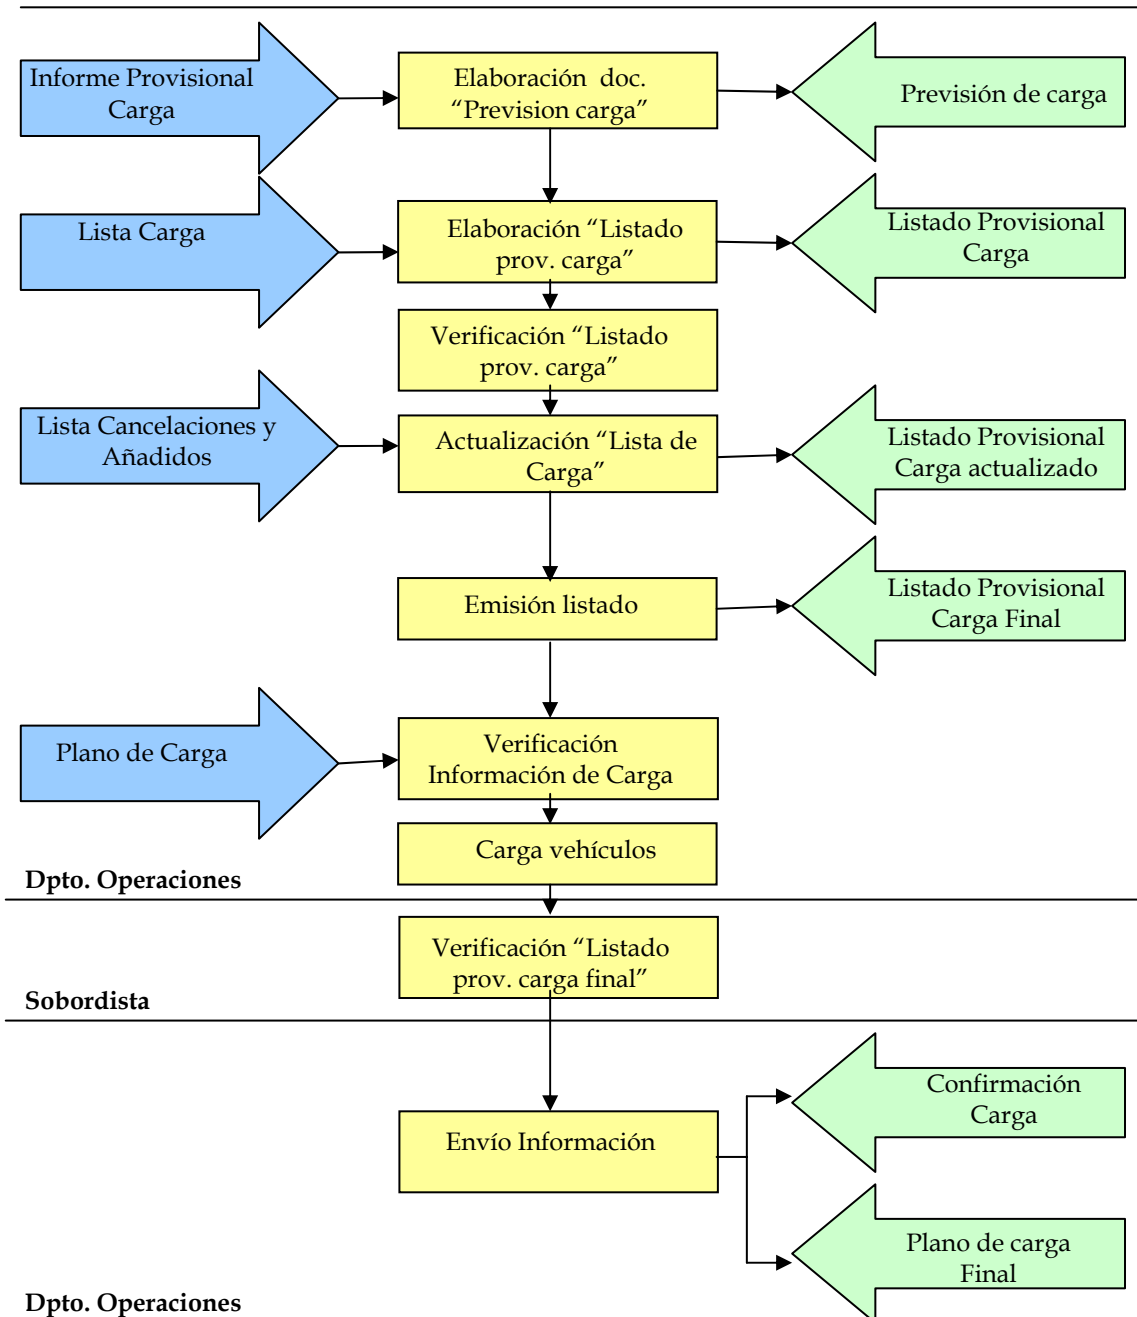 Informe Provisional
Carga
Elaboración doc.
“Prevision carga”
Previsión de carga
Lista Carga
Elaboración “Listado
prov. carga”
Listado Provisional
Carga
Verificación “Listado
prov. carga”
Lista Cancelaciones y
Añadidos
Actualización “Lista de
Carga”
Listado Provisional
Carga actualizado
Emisión listado
Listado Provisional
Carga Final
Plano de Carga
Verificación
Información de Carga
Carga vehículos
Dpto. Operaciones
Verificación “Listado
prov. carga final”
Sobordista
Envío Información
Confirmación
Carga
Plano de carga
Final
Dpto. Operaciones